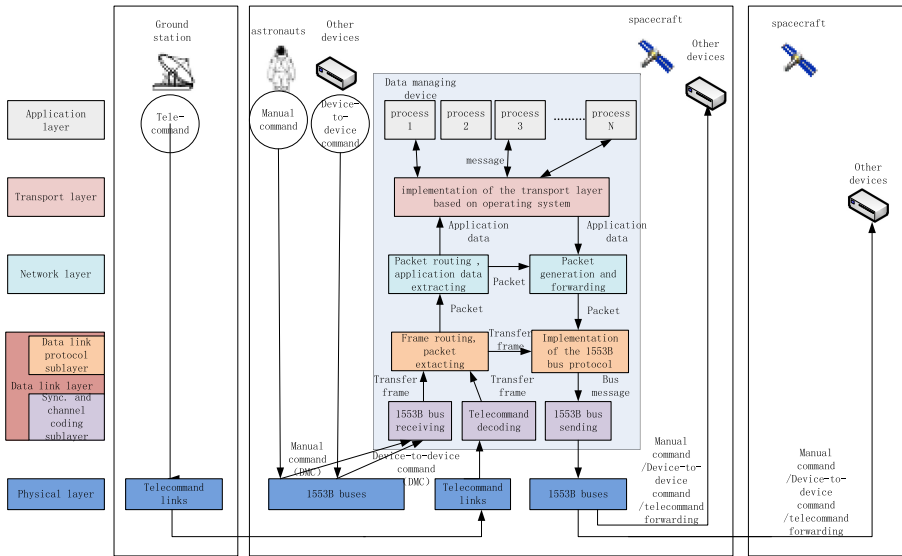 Ground
station
astronauts
Other
devices
spacecraft
Other
devices
spacecraft
Application
layer
Tele-
command
Manual
command
Device-
to-device
command
Data managing
device
process
1
process
2
process
3
.........
process
N
message
Transport layer
implementation of the transport layer
based on operating system
Other
devices
Application
data
Application
data
Network layer
Packet routing ,
application data
extracting
Packet
Packet
generation and
forwarding
Packet
Packet
Data link
protocol
sublayer
Data link layer
Sync. and
channel
coding
sublayer
Frame routing,
packet
extacting
Transfer
frame
Implementation
of the 1553B
bus protocol
Transfer
frame
Transfer
frame
Bus
message
1553B bus
receiving
Telecommand
decoding
1553B bus
sending
Manual
command
(DMC)
Device-to-device
command
(DMC)
Manual
command
/Device-to-
device
command
/telecommand
forwarding
Manual
command
/Device-to-
device
command
/telecommand
forwarding
Physical layer
Telecommand
links
1553B buses
Telecommand
links
1553B buses